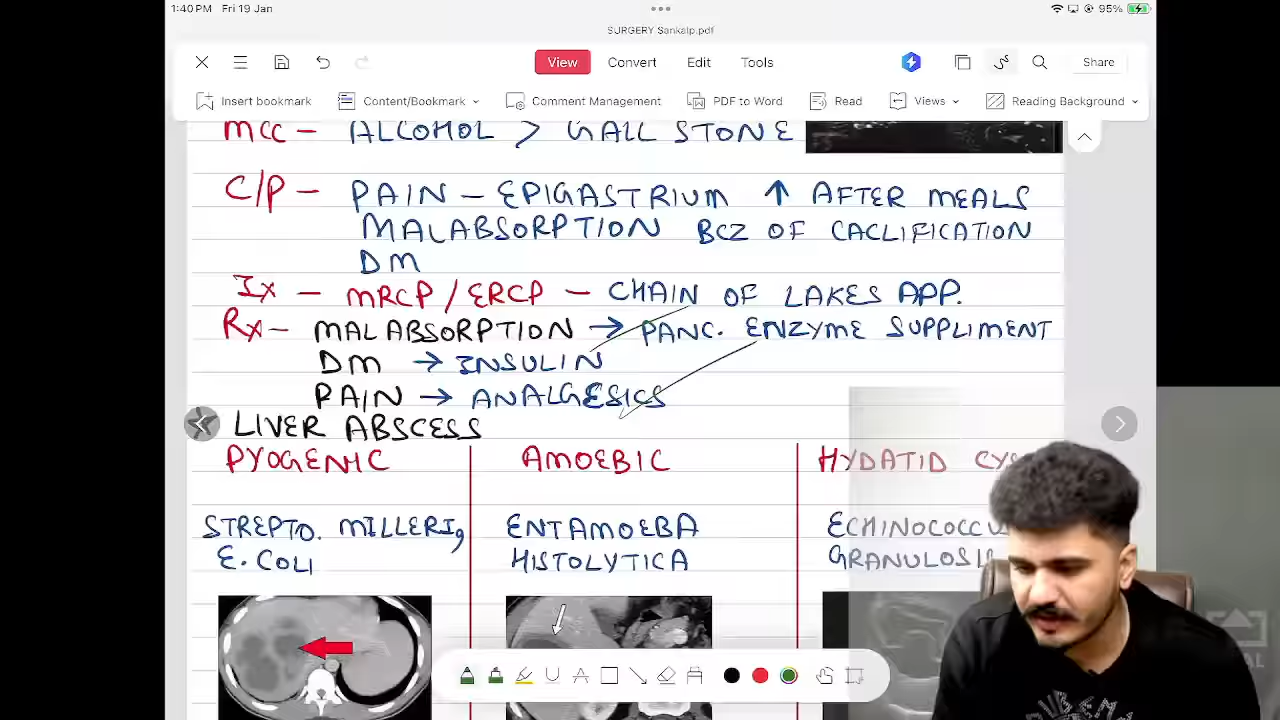 1:40 PM Fri 19 Jan
95%
SURGERY Sankalp.pdf
View Convert Edit Tools Share
Insert bookmark Content/Bookmark Comment Management PDF to Word Read Views Reading Background
MCC - ALCOHOL > GALL STONE
C/P - PAIN - EPIGASTRIUM ↑ AFTER MEALS
MALABSORPTION BCZ OF CACLIFICATION
DM
Ix - MRCP / ERCP - CHAIN OF LAKES APP.
Rx - MALABSORPTION → PANC. ENZYME SUPPLIMENT
DM → INSULIN
PAIN → ANALGESICS
LIVER ABSCESS
PYOGENIC AMOEBIC HYDATID
STREPTO. MILLERI, ENTAMOEBA
E. COLI HISTOLYTICA GRANULOSIS